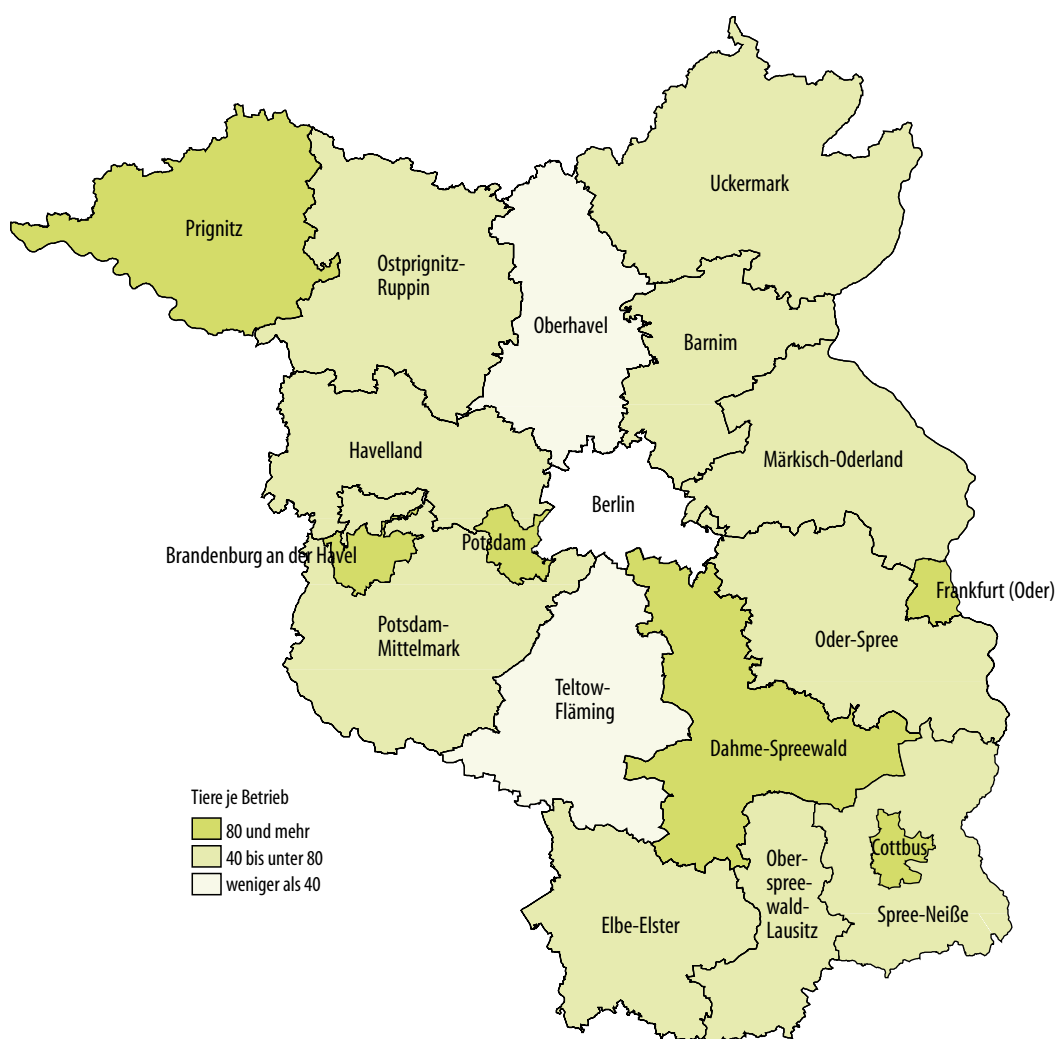 Uckermark
Prignitz
Ostprignitz-
Ruppin
Oberhavel
Barnim
Havelland
Märkisch-Oderland
Berlin
Potsdam
Brandenburg an der Havel
Frankfurt (Oder)
Potsdam-
Mittelmark
Oder-Spree
Teltow-
Fläming
Dahme-Spreewald
Tiere je Betrieb
80 und mehr
40 bis unter 80
weniger als 40
Cottbus
Ober-
spree-
wald-
Lausitz
Spree-Neiße
Elbe-Elster